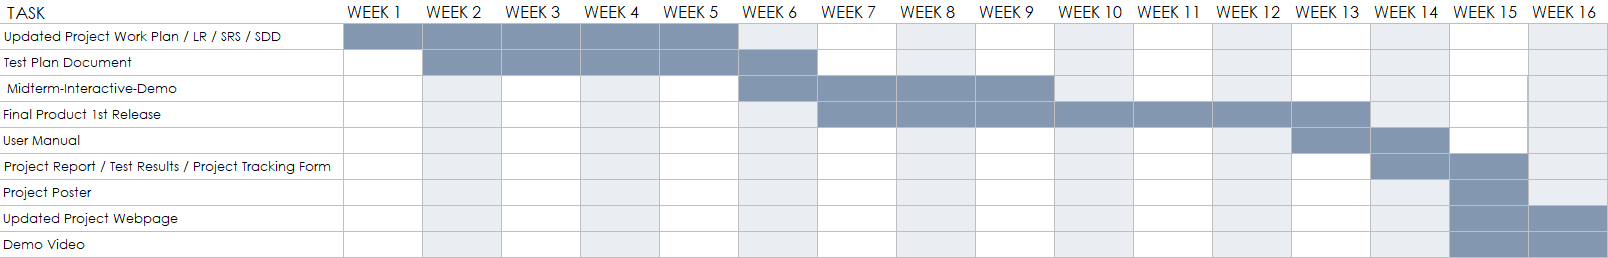 TASK WEEK 1 WEEK 2 WEEK 3 WEEK 4 WEEK 5 WEEK 6 WEEK 7 WEEK 8 WEEK 9 WEEK 10 WEEK 11 WEEK 12 WEEK 13 WEEK 14 WEEK 15 WEEK 16
Updated Project Work Plan / LR / SRS / SDD
Test Plan Document
Midterm-Interactive-Demo
Final Product 1st Release
User Manual
Project Report / Test Results / Project Tracking Form
Project Poster
Updated Project Webpage
Demo Video